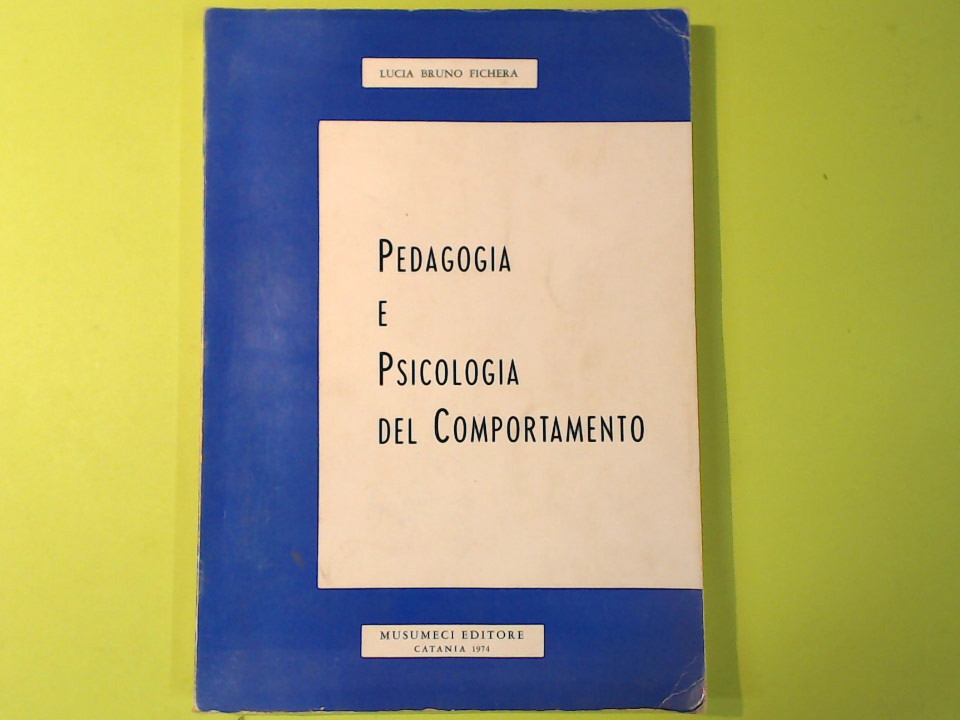 LUCIA BRUNO FICHERA
PEDAGOGIA
E
PSICOLOGIA
DEL COMPORTAMENTO
MUSUMECI EDITORE
CATANIA 1974